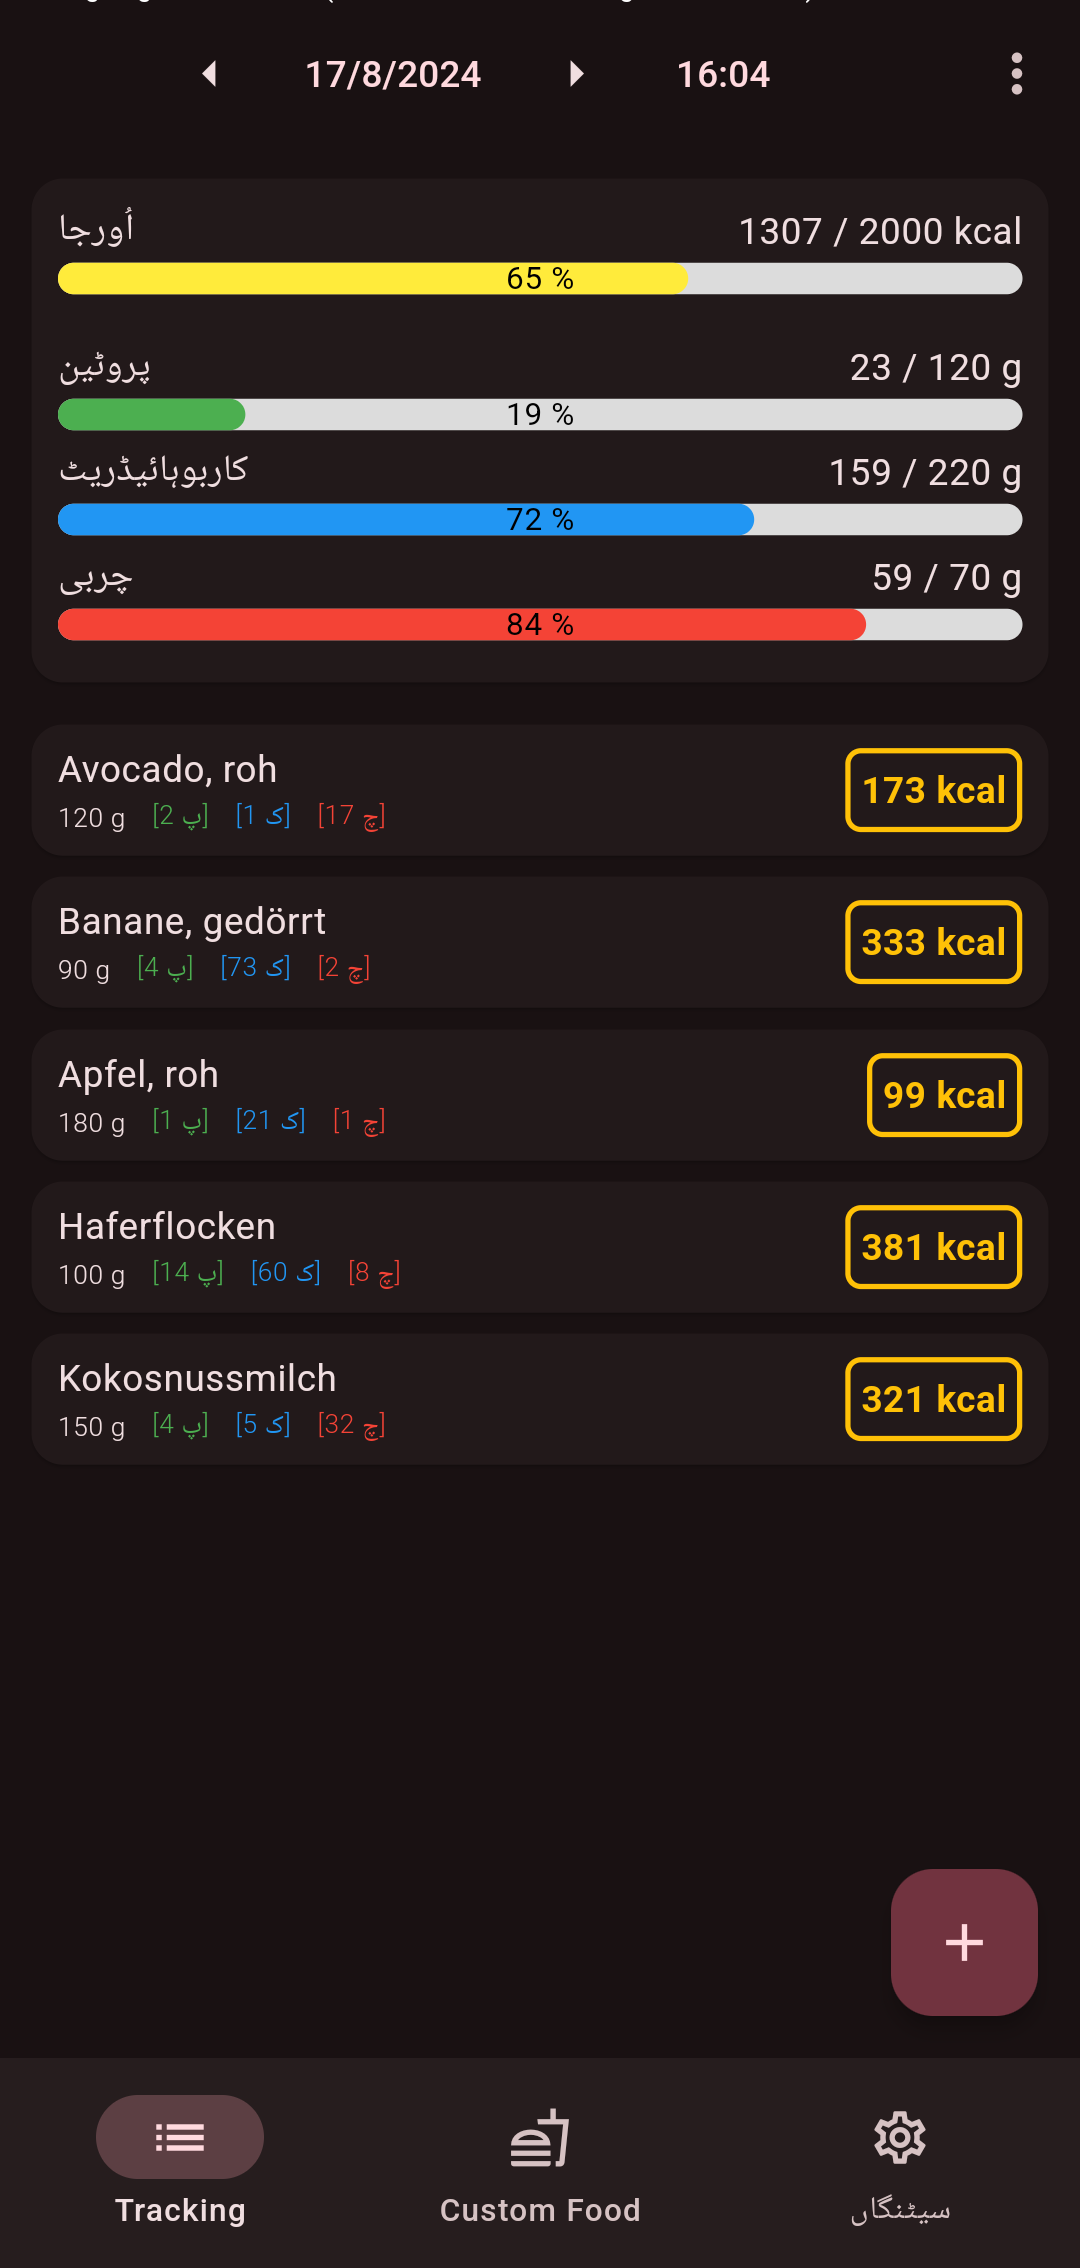 17/8/2024 16:04
اُورجا 1307 / 2000 kcal
65 %
پروٹین 23 / 120 g
19 %
کاربوہائیڈریٹ 159 / 220 g
72 %
چربی 59 / 70 g
84 %
Avocado, roh
120 g [2 پ] [1 ک] [17 چ]
173 kcal
Banane, gedörrt
90 g [4 پ] [73 ک] [2 چ]
333 kcal
Apfel, roh
180 g [1 پ] [21 ک] [1 چ]
99 kcal
Haferflocken
100 g [14 پ] [60 ک] [8 چ]
381 kcal
Kokosnussmilch
150 g [4 پ] [5 ک] [32 چ]
321 kcal
Tracking Custom Food سیٹنگاں